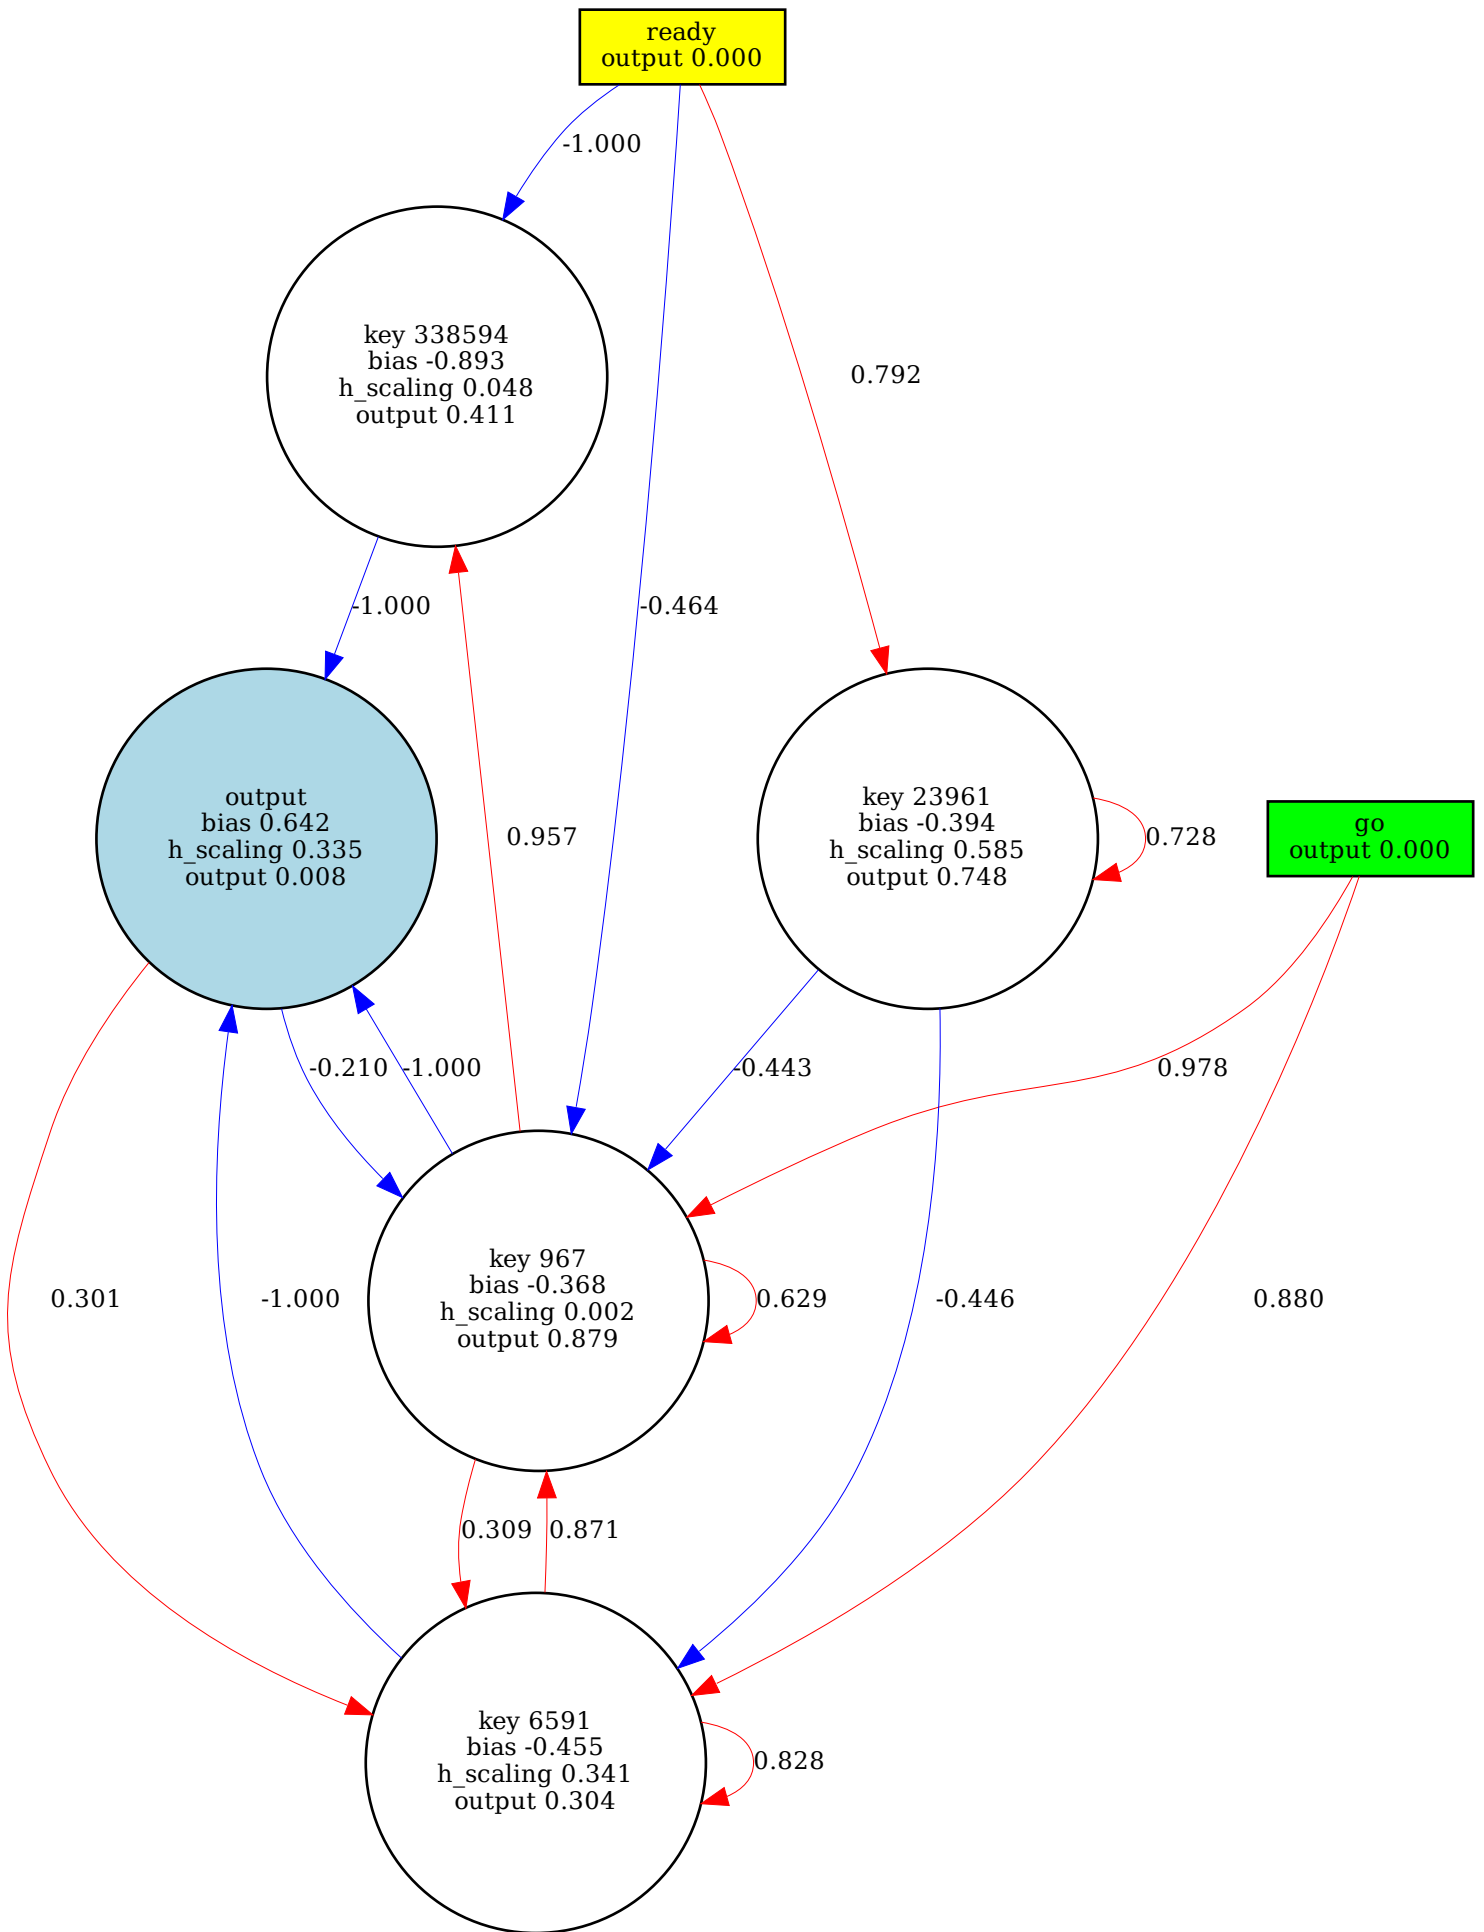 ready
output 0.000
-1.000
key 338594
bias -0.893
h_scaling 0.048
output 0.411
0.792
-1.000
-0.464
output
bias 0.642
h_scaling 0.335
output 0.008
0.957
key 23961
bias -0.394
h_scaling 0.585
output 0.748
0.728
go
output 0.000
-0.210
-1.000
-0.443
0.978
0.301
-1.000
key 967
bias -0.368
h_scaling 0.002
output 0.879
0.629
-0.446
0.880
0.309
0.871
key 6591
bias -0.455
h_scaling 0.341
output 0.304
0.828